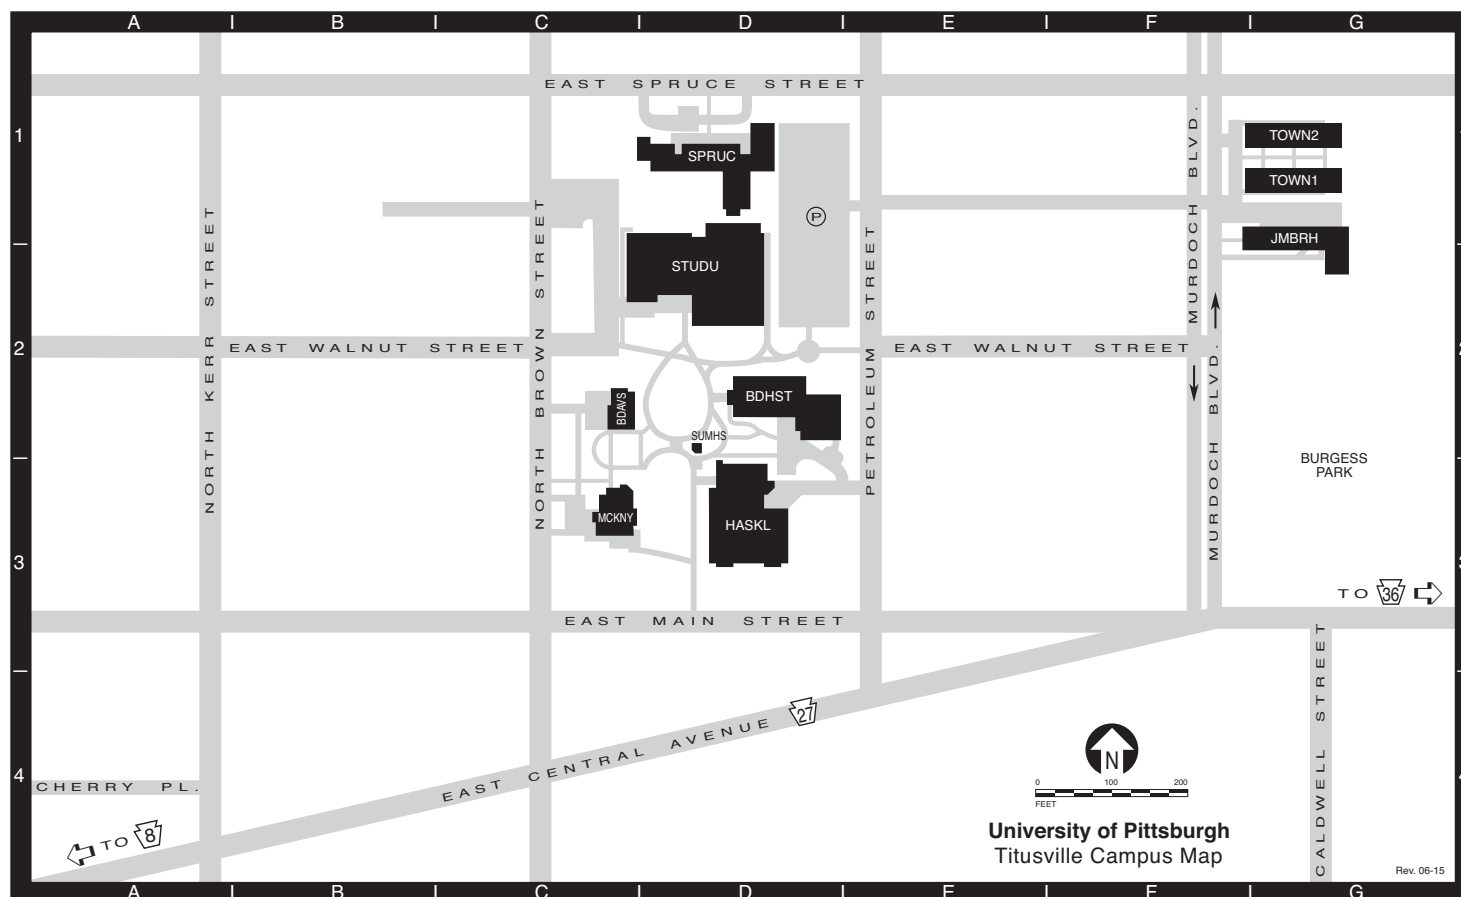 A I B I C I D I E I F I G
EAST SPRUCE STREET
1
TOWN2
SPRUC
TOWN1
MURDOCH BLVD.
P
JMBRH
NORTH KERR STREET
NORTH BROWN STREET
PETROLEUM STREET
STUDU
2
EAST WALNUT STREET
EAST WALNUT STREET
2
MURDOCH BLVD.
BDAVS
BDHST
SUMHS
BURGESS
PARK
MCKNY
HASKL
3
TO 36
EAST MAIN STREET
CALDWELL STREET
27
EAST CENTRAL AVENUE
N
4
CHERRY PL.
0 100 200
FEET
TO 8
University of Pittsburgh
Titusville Campus Map
Rev. 06-15
A I B I C I D I E I F I G